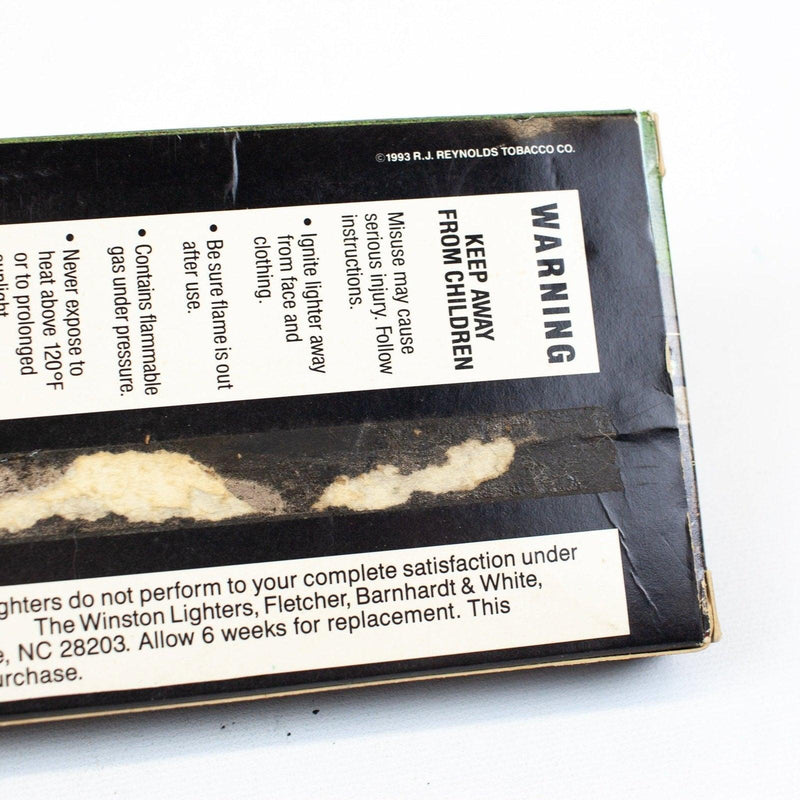 ©1993 R.J. REYNOLDS TOBACCO CO.
WARNING
KEEP AWAY
FROM CHILDREN
Misuse may cause
serious injury. Follow
instructions.
• Ignite lighter away
from face and
clothing.
• Be sure flame is out
after use.
• Contains flammable
gas under pressure.
• Never expose to
heat above 120°F
or to prolonged
sunlight.
ghters do not perform to your complete satisfaction under
The Winston Lighters, Fletcher, Barnhardt & White,
e, NC 28203. Allow 6 weeks for replacement. This
urchase.